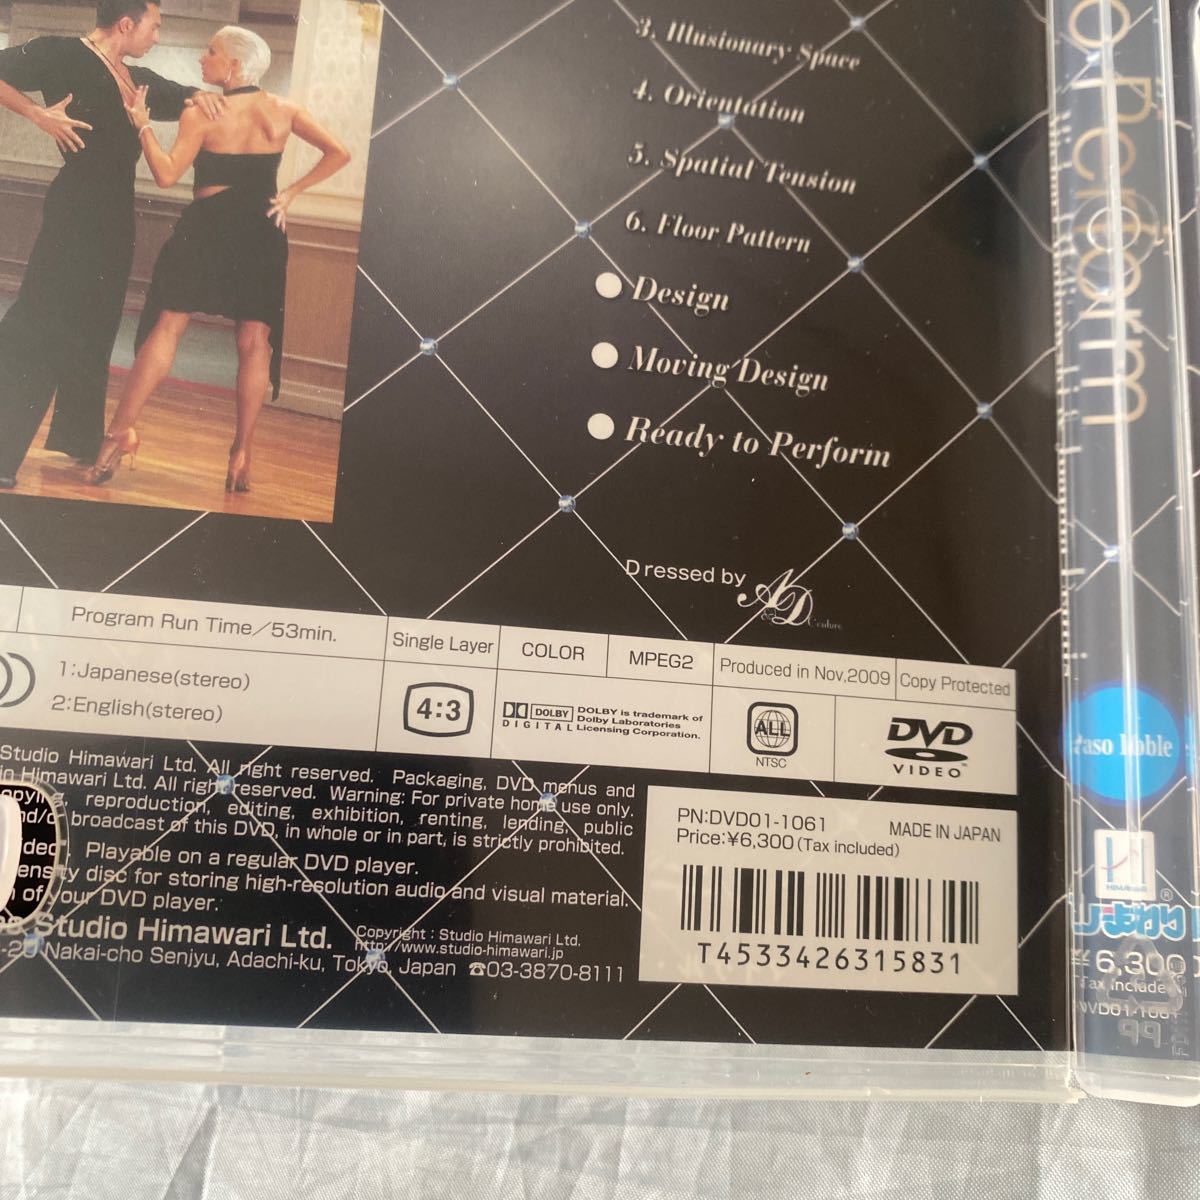 3. Illusionary Space
4. Orientation
5. Spatial Tension
6. Floor Pattern
Design
Moving Design
Ready to Perform
Dressed by
A&D Couture
Program Run Time/53min.
Single Layer
COLOR
MPEG2
Produced in Nov,2009
Copy Protected
1:Japanese(stereo)
2:English(stereo)
4:3
DOLBY
DIGITAL
DOLBY is trademark of
Dolby Laboratories
Licensing Corporation.
ALL
NTSC
DVD
VIDEO
Studio Himawari Ltd. All right reserved. Packaging, DVD menus and
Himawari Ltd. All right reserved. Warning: For private home use only.
reproduction, editing, exhibition, renting, lending, public
broadcast of this DVD, in whole or in part, is strictly prohibited.
Playable on a regular DVD player.
disc for storing high-resolution audio and visual material.
of your DVD player.
Studio Himawari Ltd.
Copyright : Studio Himawari Ltd.
http://www.studio-himawari.jp
Nakai-cho Senjyu, Adachi-ku, Tokyo, Japan ☎03-3870-8111
PN:DVD01-1061
MADE IN JAPAN
Price:¥6,300(Tax included)
T4533426315831
o Perform
Paso Doble
HIMAWARI
®
¥6,300
Tax include
DVD01-1061